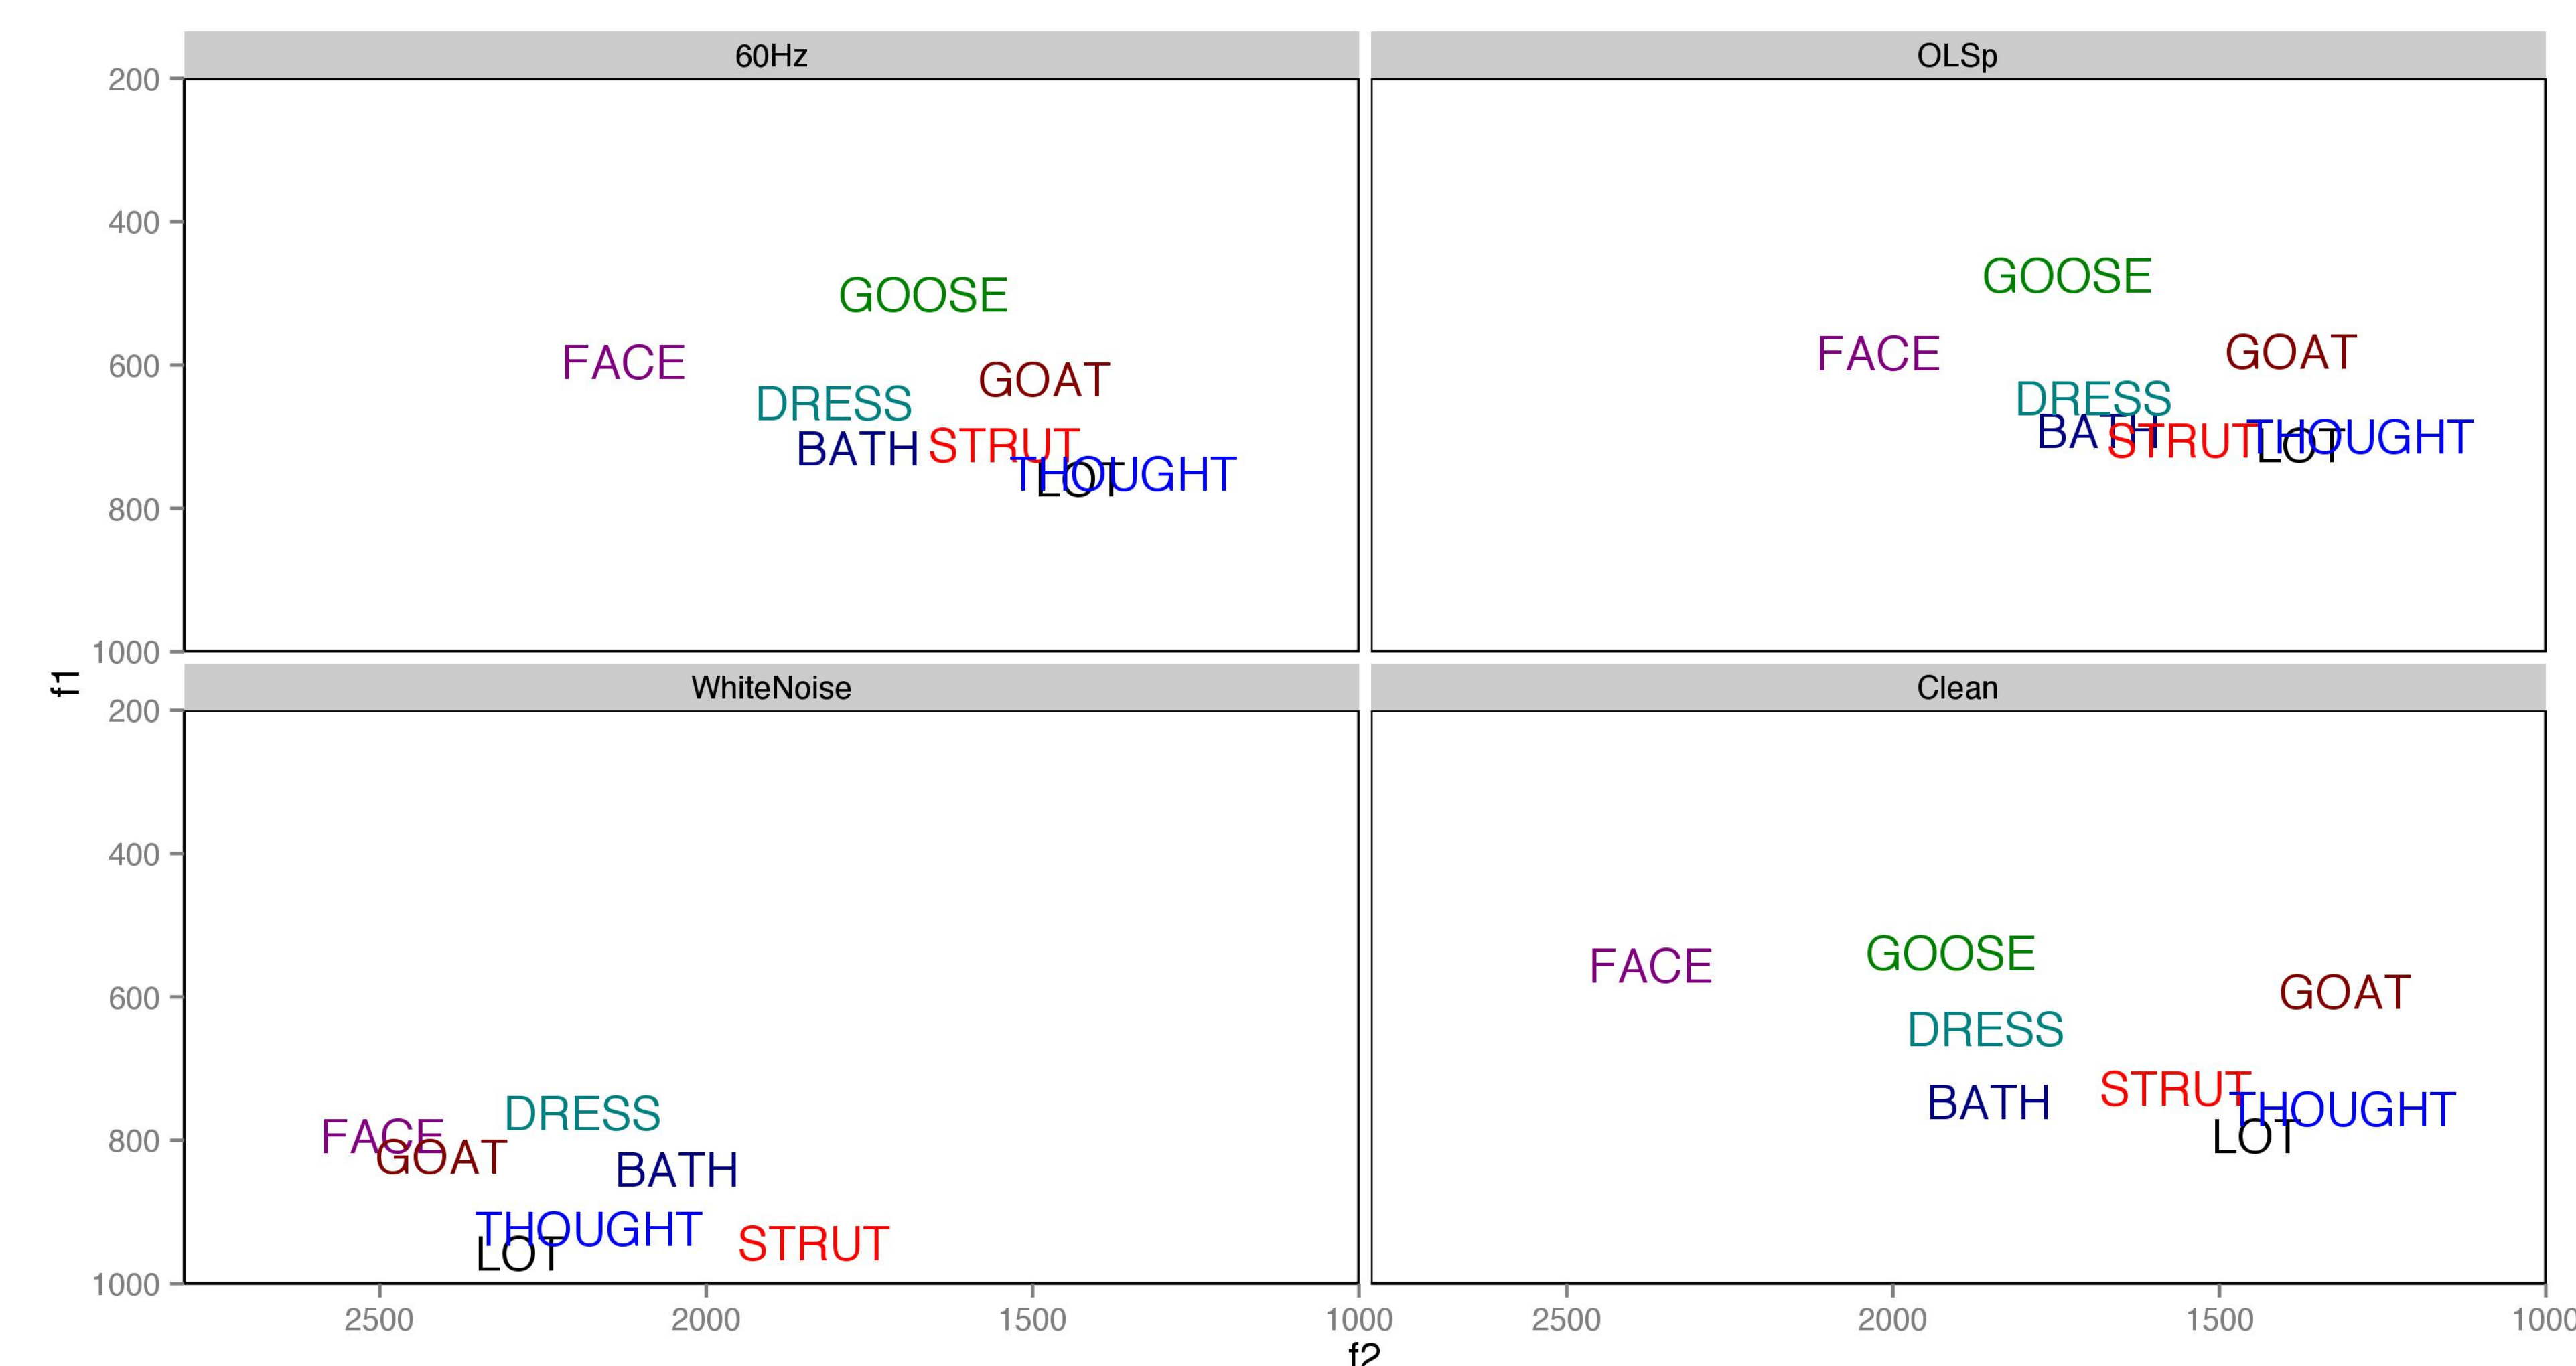 60Hz OLSp
200
400
GOOSE GOOSE
FACE GOAT FACE GOAT
600
DRESS DRESS
BATH STRUT BATH STRUT THOUGHT
THOUGHT LOT
LOT
800
1000
f1
WhiteNoise Clean
200
400
FACE GOOSE
600 GOAT
DRESS
FACE DRESS BATH STRUT THOUGHT
800 LOT
GOAT BATH
THOUGHT STRUT
LOT
1000
2500 2000 1500 1000 2500 2000 1500 1000
f2